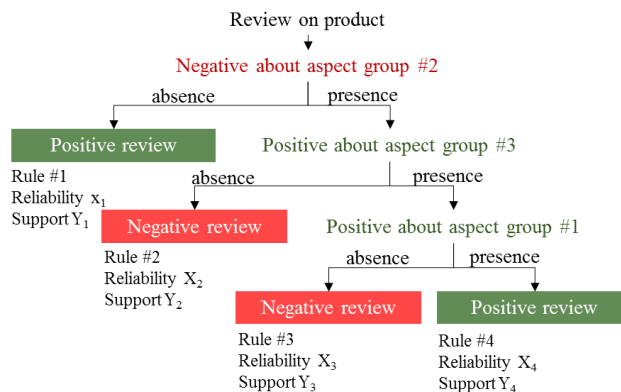 Review on product
Negative about aspect group #2
absence
presence
Positive review
Rule #1
Reliability x₁
Support Y₁
Positive about aspect group #3
absence
presence
Negative review
Rule #2
Reliability X₂
Support Y₂
Positive about aspect group #1
absence
presence
Negative review
Rule #3
Reliability X₃
Support Y₃
Positive review
Rule #4
Reliability X₄
Support Y₄